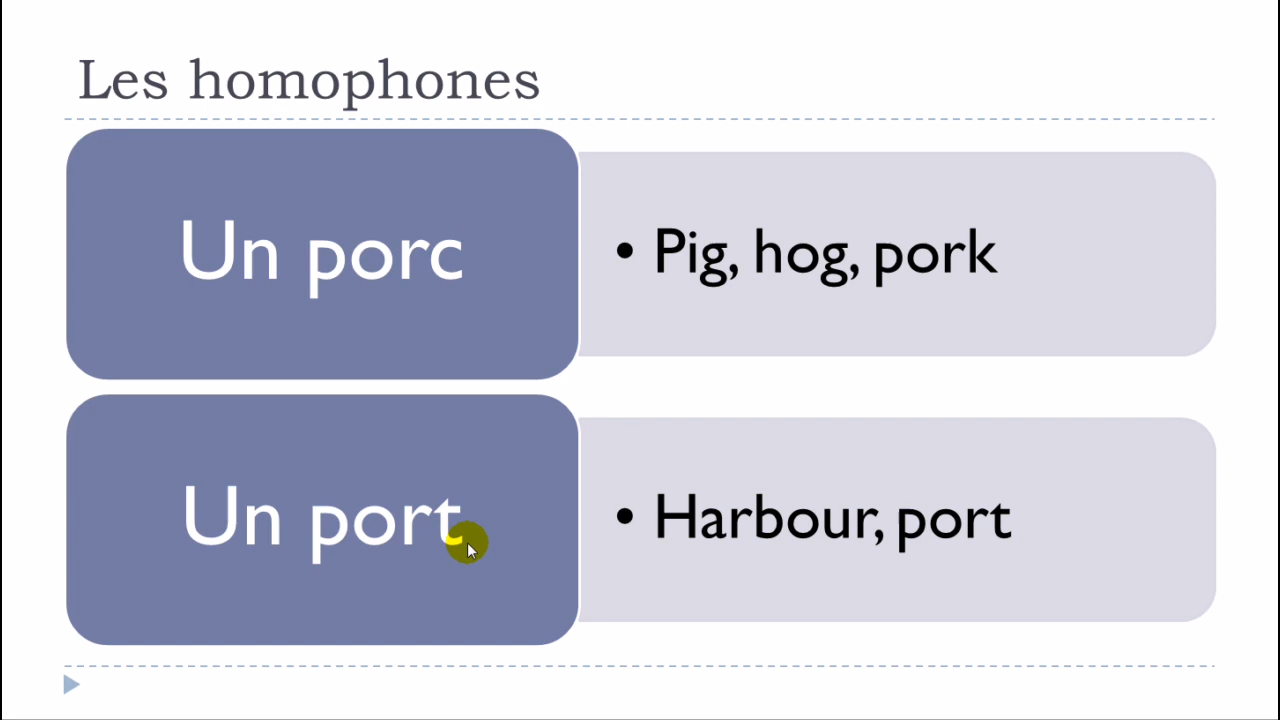 Les homophones
Un porc
• Pig, hog, pork
Un port
• Harbour, port